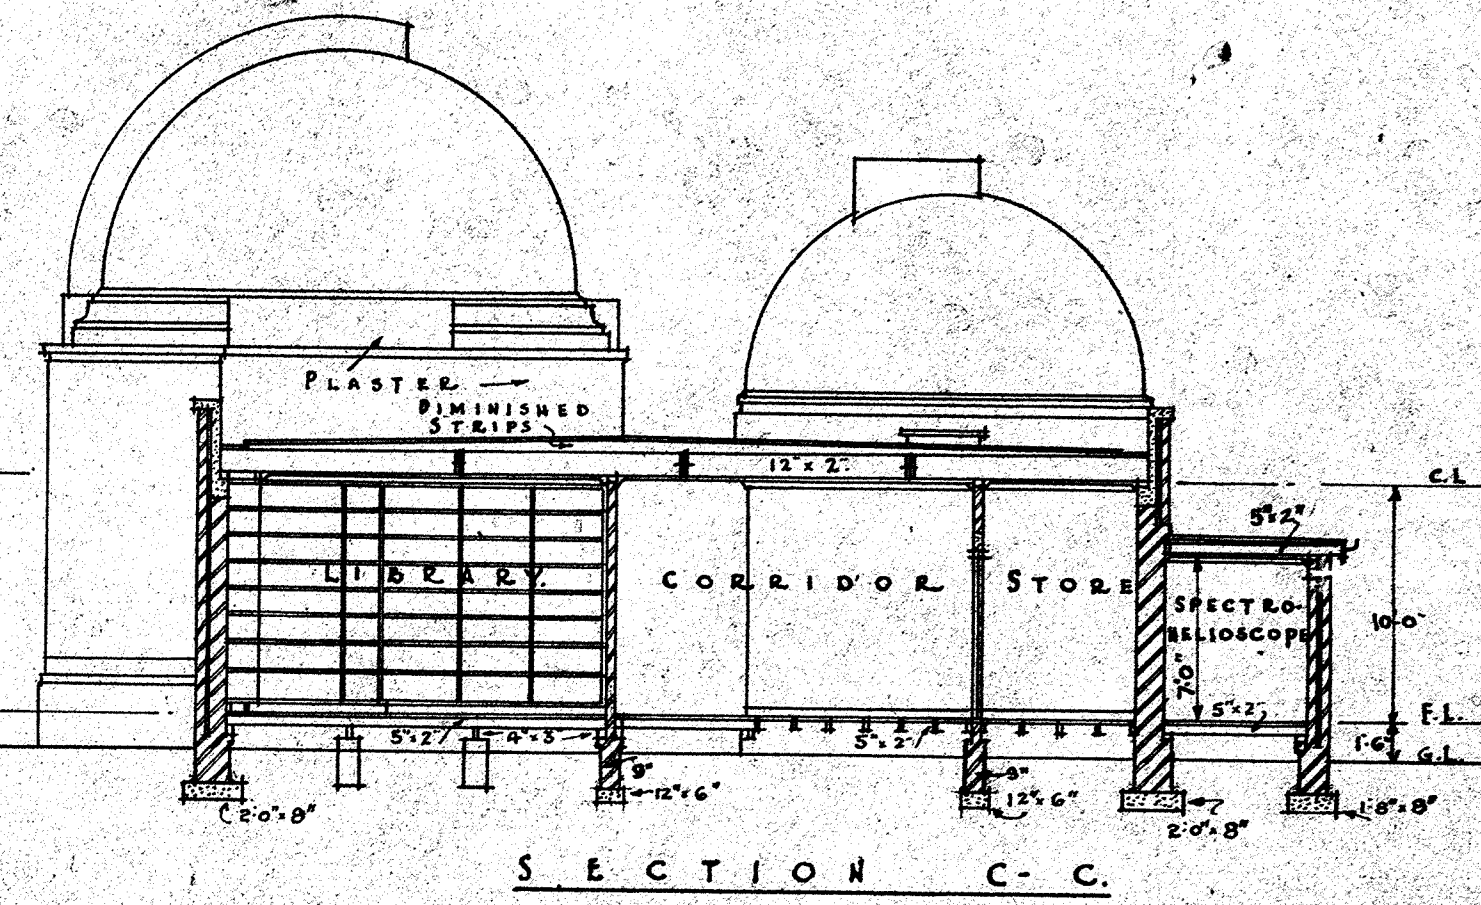 PLASTER
DIMINISHED
STRIPS
12" x 2"
C.L
5" x 2"
LIBRARY.
CORRIDOR
STORE
SPECTRO-
HELIOSCOPE
10'-0"
7'0"
5" x 2"
F.L.
5" x 2"
4" x 3"
5" x 2"
1'-6"
G.L.
9"
9"
2'0" x 8"
12" x 6"
12" x 6"
2'0" x 8"
1'8" x 8"
SECTION C-C.